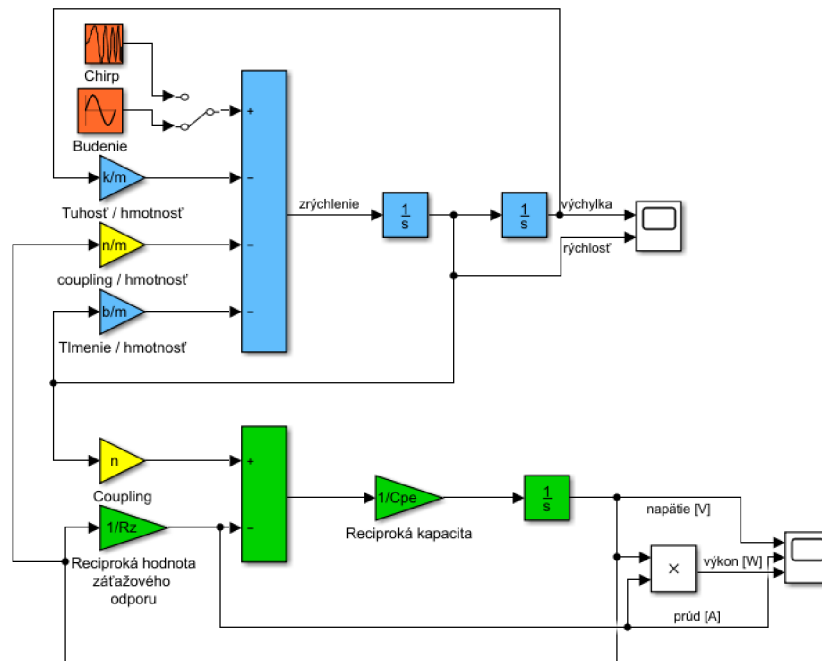 Chirp
+
Budenie
k/m
−
Tuhosť / hmotnosť
zrýchlenie
1
s
1
s
výchylka
n/m
−
rýchlosť
coupling / hmotnosť
b/m
−
Tlmenie / hmotnosť
n
+
Coupling
1/Cpe
1
s
napätie [V]
1/Rz
−
Reciproká kapacita
Reciproká hodnota
záťažového
odporu
×
výkon [W]
prúd [A]